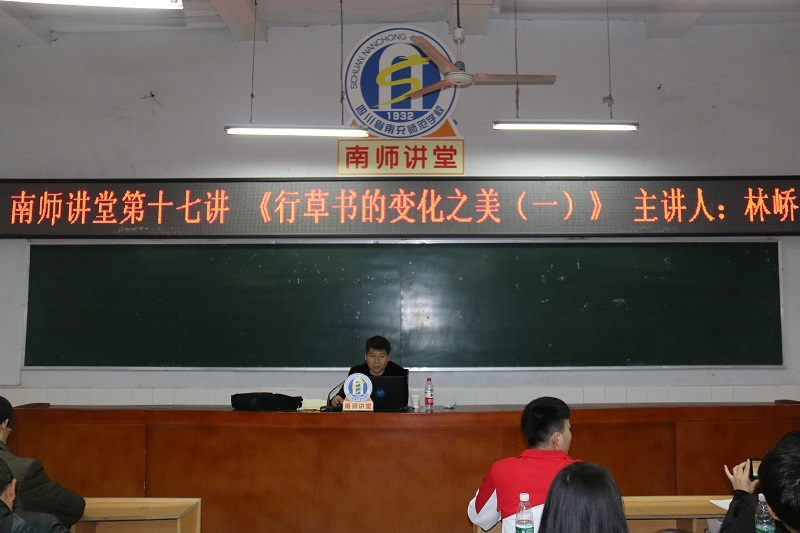 SICHUAN NANCHONG
1932
四川省南充师范学校
南师讲堂
南师讲堂第十七讲 《行草书的变化之美（一）》 主讲人：林峤
南师讲堂